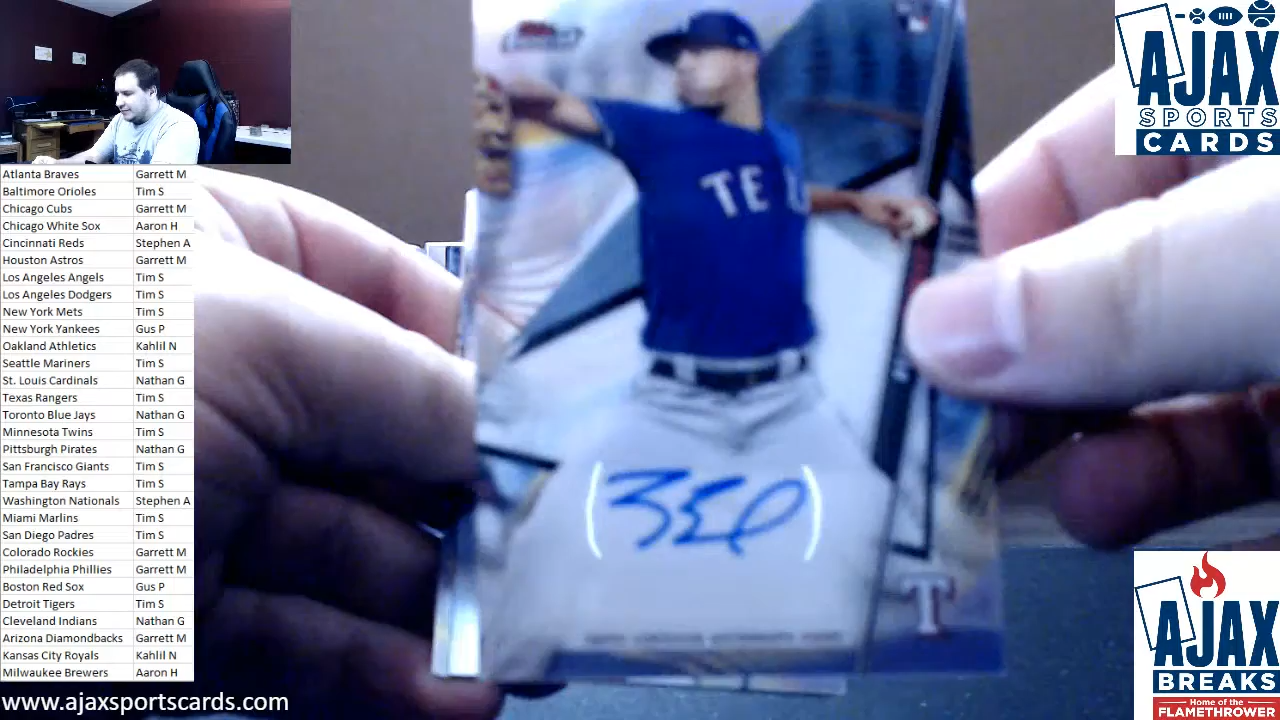 AJAX
SPORTS
CARDS
TE
Atlanta Braves Garrett M
Baltimore Orioles Tim S
Chicago Cubs Garrett M
Chicago White Sox Aaron H
Cincinnati Reds Stephen A
Houston Astros Garrett M
Los Angeles Angels Tim S
Los Angeles Dodgers Tim S
New York Mets Tim S
New York Yankees Gus P
Oakland Athletics Kahlil N
Seattle Mariners Tim S
St. Louis Cardinals Nathan G
Texas Rangers Tim S
Toronto Blue Jays Nathan G
Minnesota Twins Tim S
Pittsburgh Pirates Nathan G
San Francisco Giants Tim S
Tampa Bay Rays Tim S
Washington Nationals Stephen A
Miami Marlins Tim S
San Diego Padres Tim S
Colorado Rockies Garrett M
Philadelphia Phillies Garrett M
Boston Red Sox Gus P
Detroit Tigers Tim S
Cleveland Indians Nathan G
Arizona Diamondbacks Garrett M
Kansas City Royals Kahlil N
Milwaukee Brewers Aaron H
T
AJAX
BREAKS
Home of the
FLAMETHROWER
www.ajaxsportscards.com